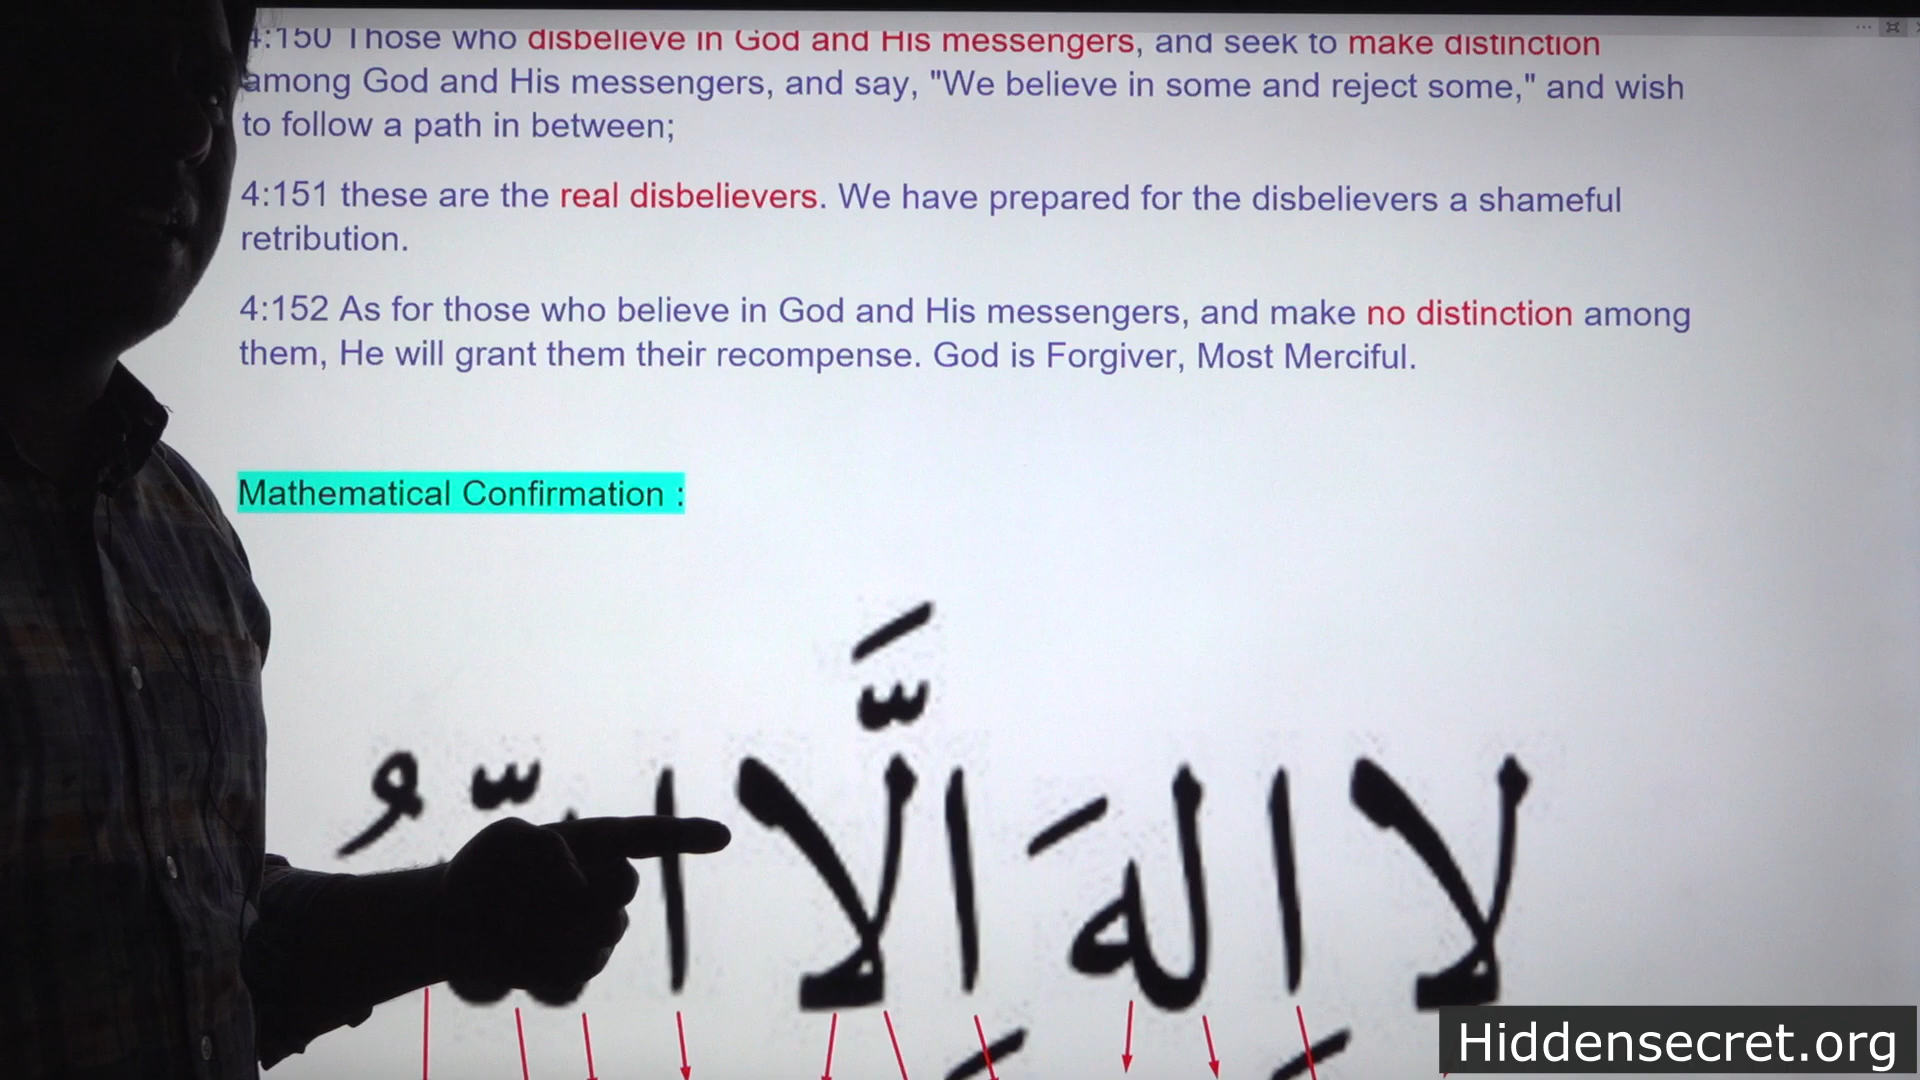 4:150 Those who disbelieve in God and His messengers, and seek to make distinction
among God and His messengers, and say, "We believe in some and reject some," and wish
to follow a path in between;
4:151 these are the real disbelievers. We have prepared for the disbelievers a shameful
retribution.
4:152 As for those who believe in God and His messengers, and make no distinction among
them, He will grant them their recompense. God is Forgiver, Most Merciful.
Mathematical Confirmation :
لا اِلهَ اِلَّا اللّهُ
Hiddensecret.org